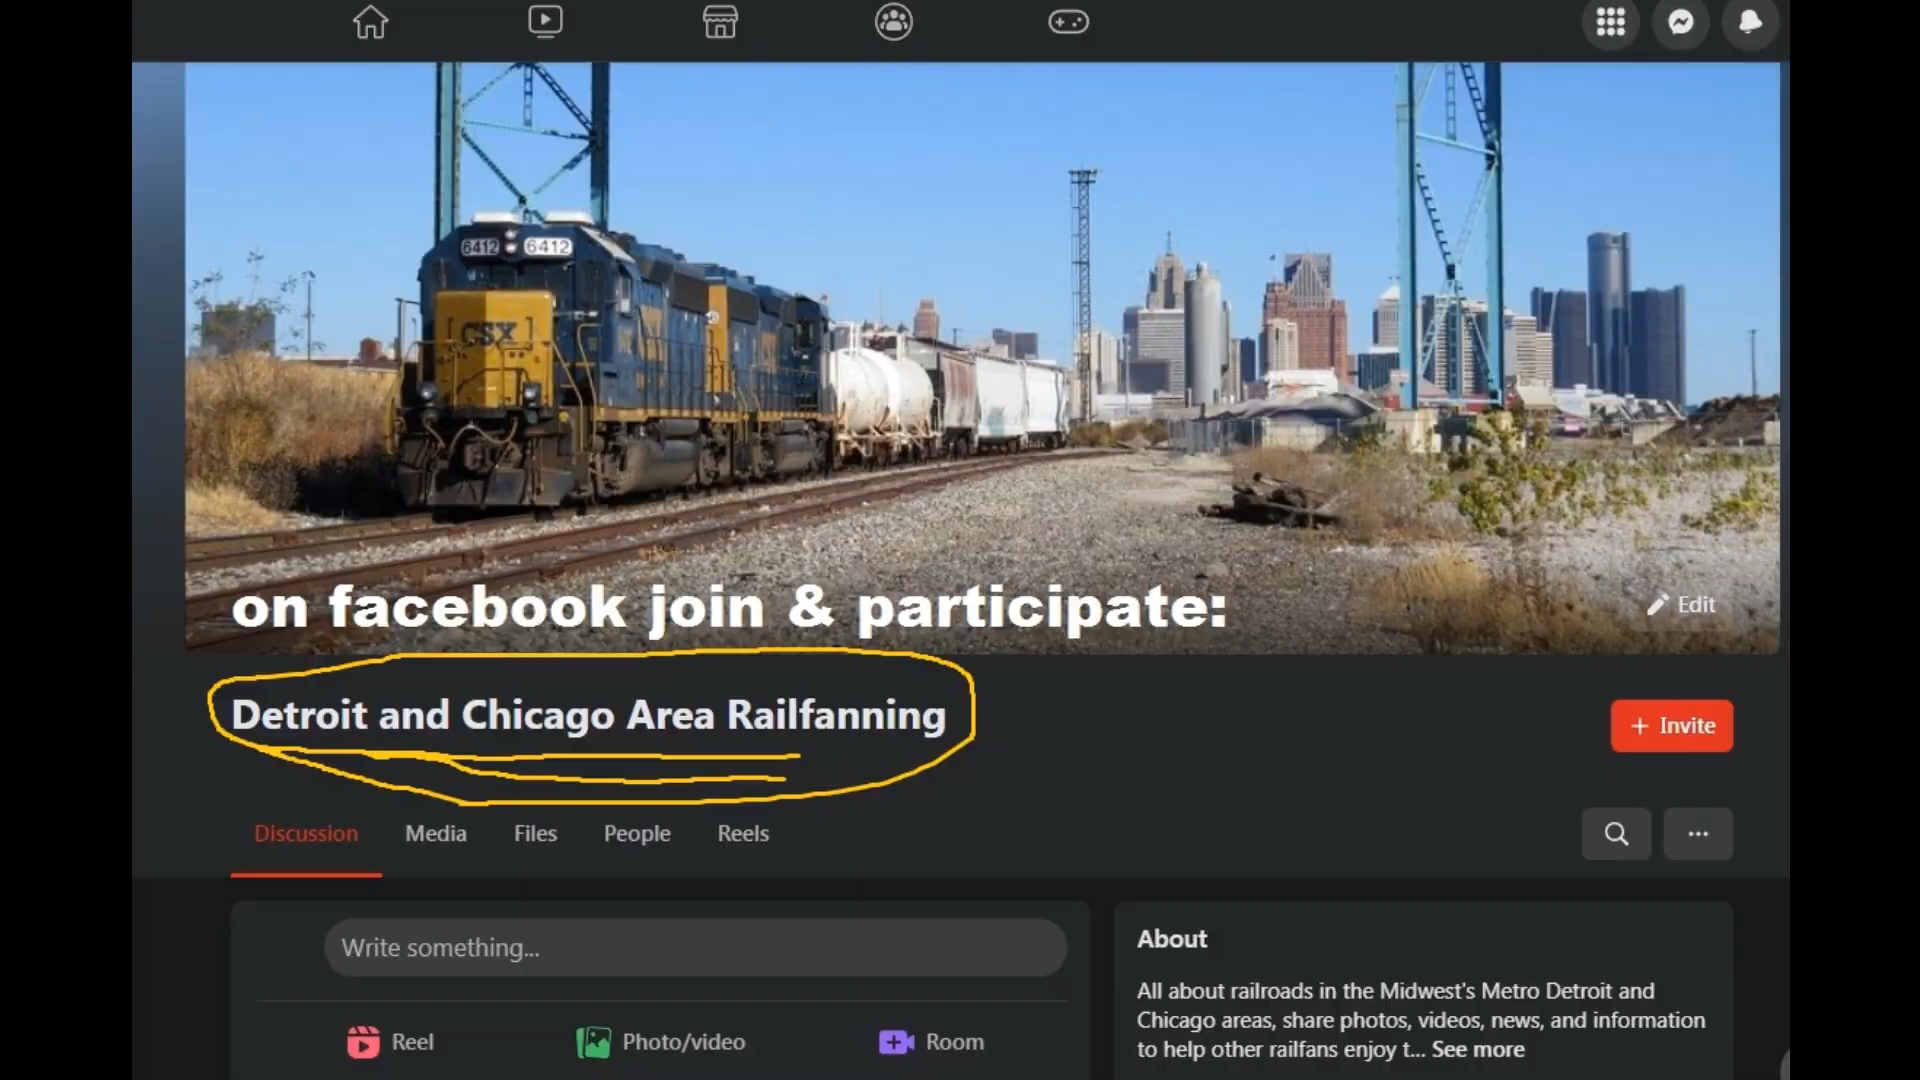 6412 6412
CSX
on facebook join & participate:
Edit
Detroit and Chicago Area Railfanning
+ Invite
Discussion Media Files People Reels
Write something...
Reel Photo/video Room
About
All about railroads in the Midwest's Metro Detroit and
Chicago areas, share photos, videos, news, and information
to help other railfans enjoy t... See more